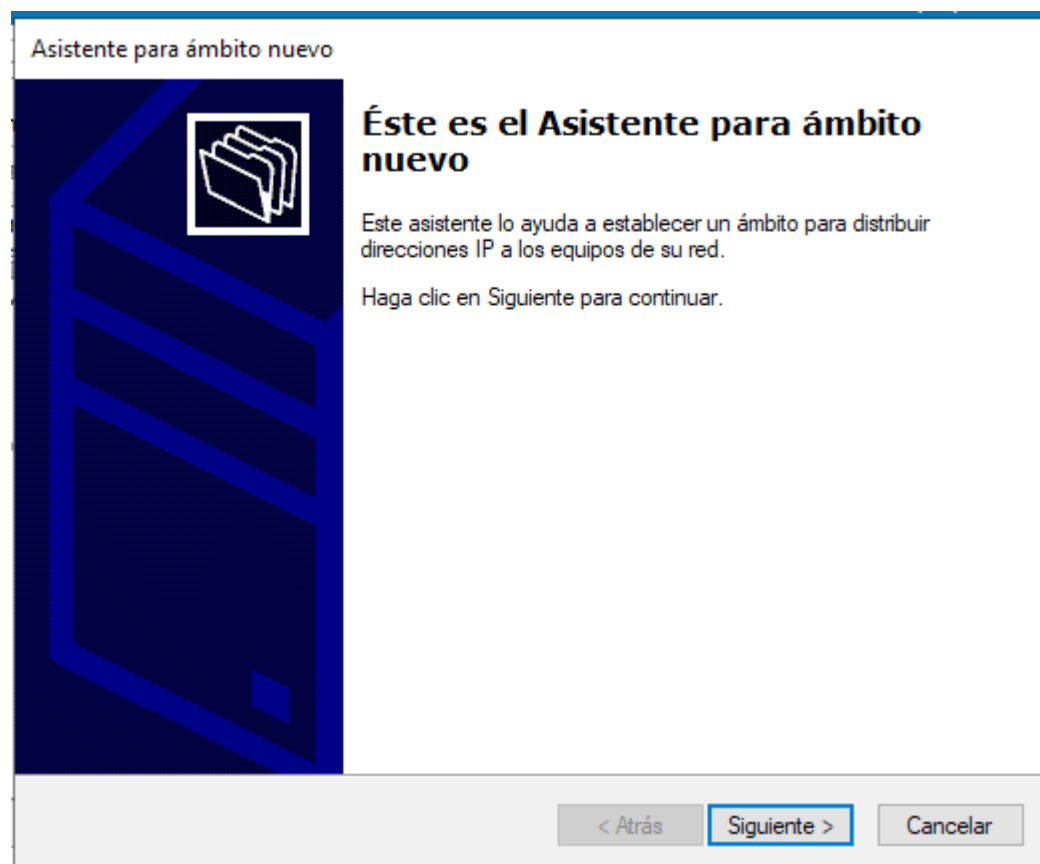 Asistente para ámbito nuevo
Éste es el Asistente para ámbito
nuevo
Este asistente lo ayuda a establecer un ámbito para distribuir
direcciones IP a los equipos de su red.
Haga clic en Siguiente para continuar.
< Atrás
Siguiente >
Cancelar